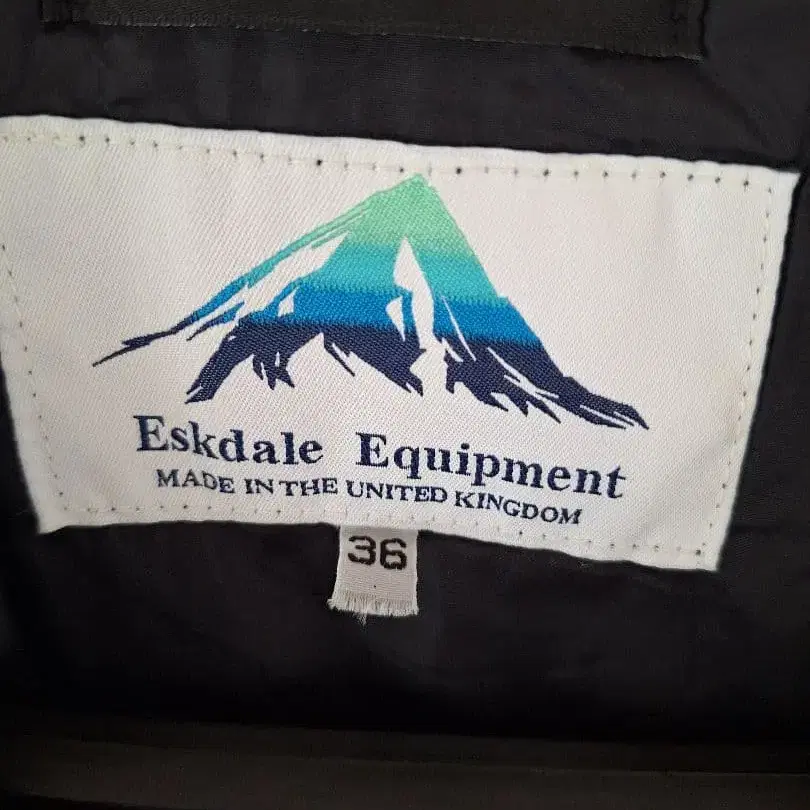 Eskdale Equipment
MADE IN THE UNITED KINGDOM
36